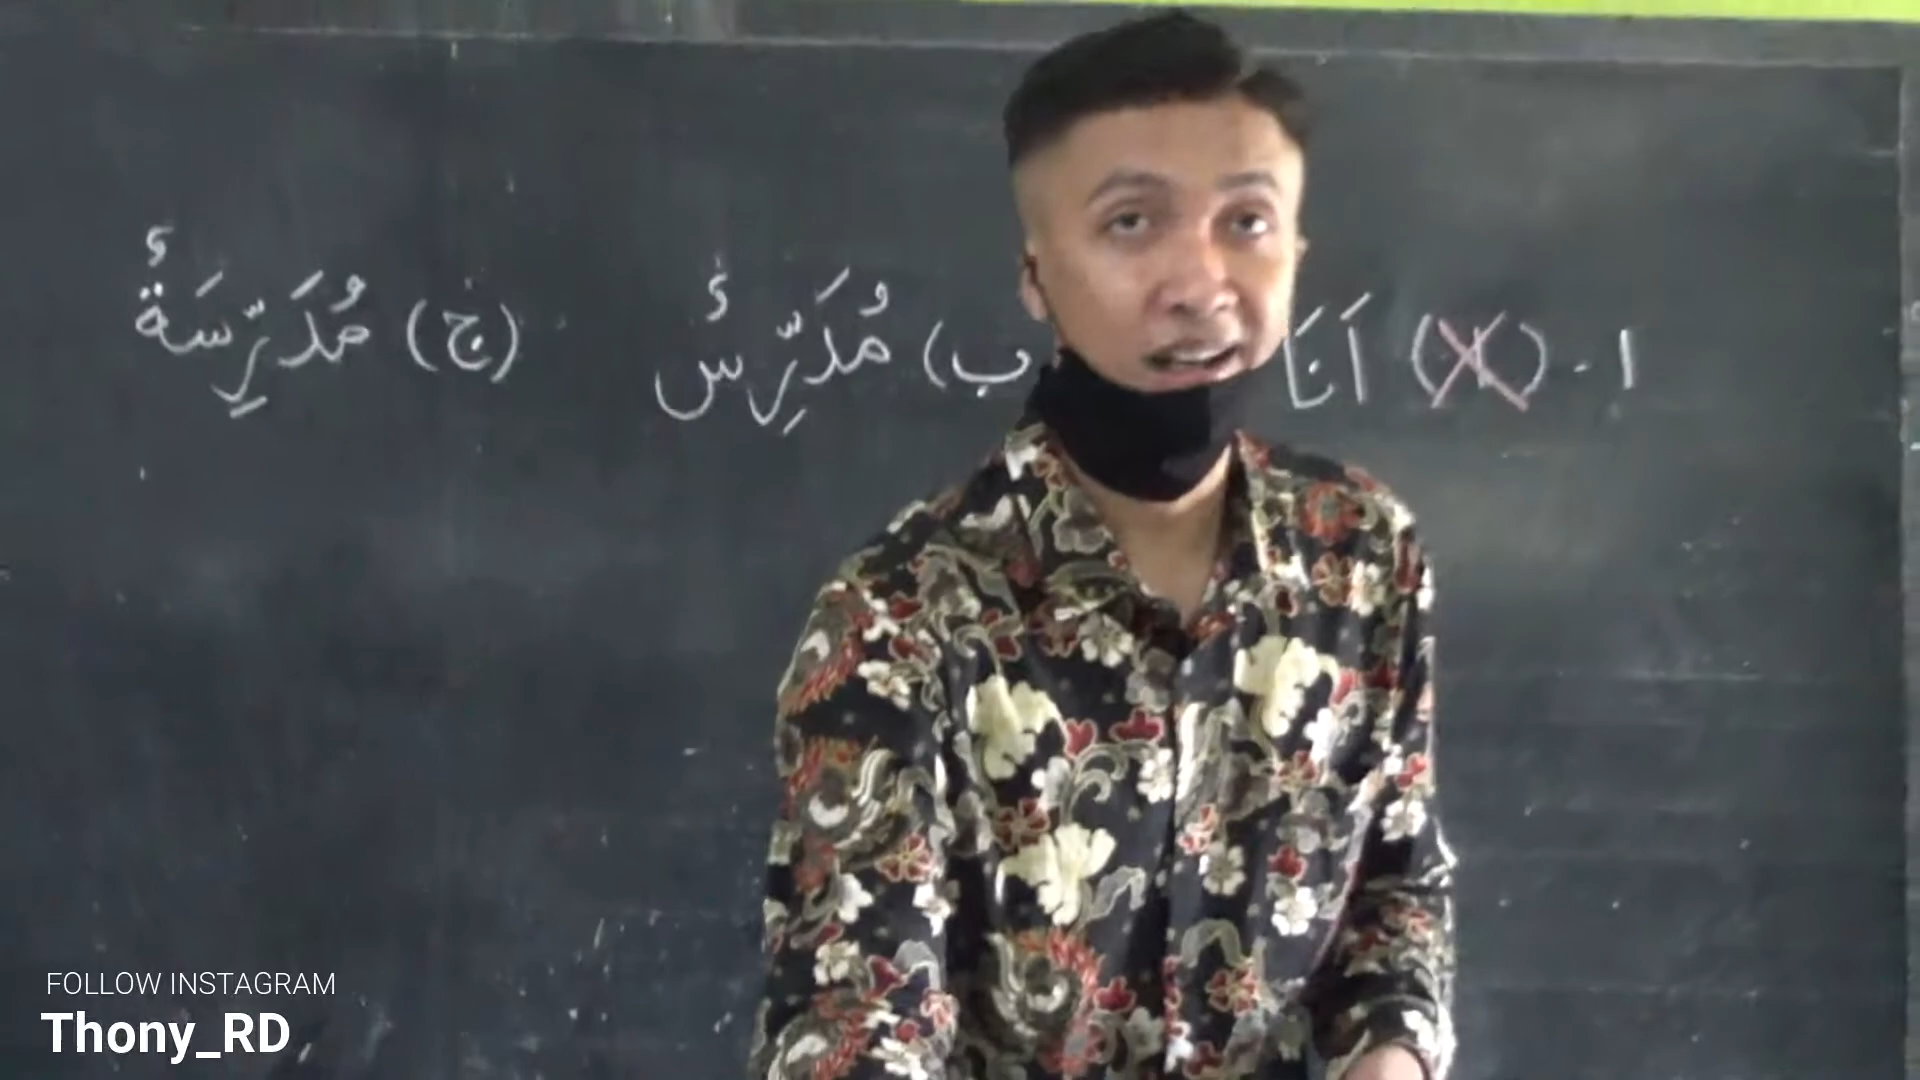 ١ - (X) اَنَا ب) مُدَرِّسٌ (ج) مُدَرِّسَةٌ
FOLLOW INSTAGRAM
Thony_RD